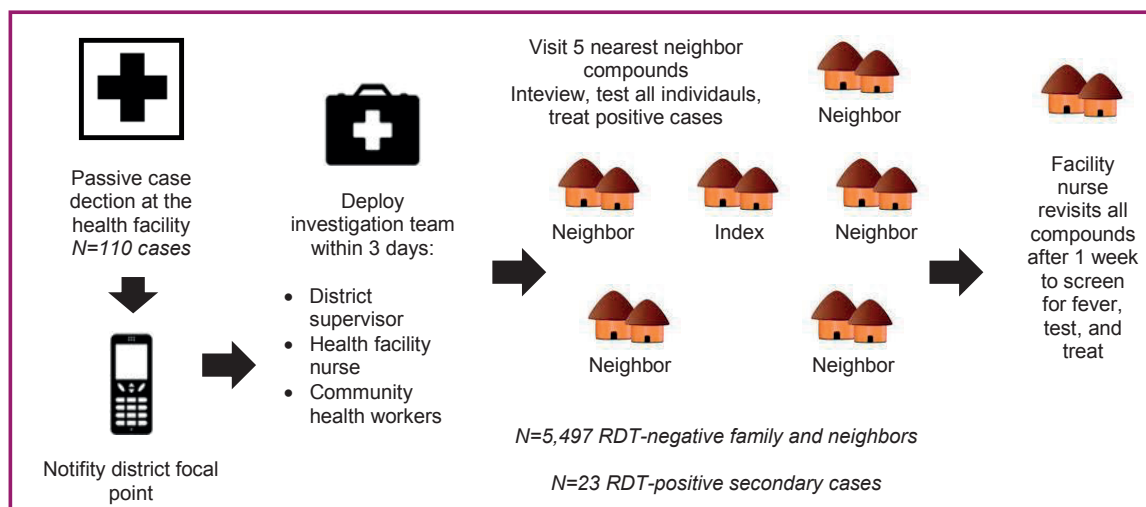 Passive case
dection at the
health facility
N=110 cases
Notifity district focal
point
Deploy
investigation team
within 3 days:
• District
supervisor
• Health facility
nurse
• Community
health workers
Visit 5 nearest neighbor
compounds
Inteview, test all individauls,
treat positive cases
Neighbor
Neighbor
Index
Neighbor
Neighbor
Neighbor
N=5,497 RDT-negative family and neighbors
N=23 RDT-positive secondary cases
Facility
nurse
revisits all
compounds
after 1 week
to screen
for fever,
test, and
treat